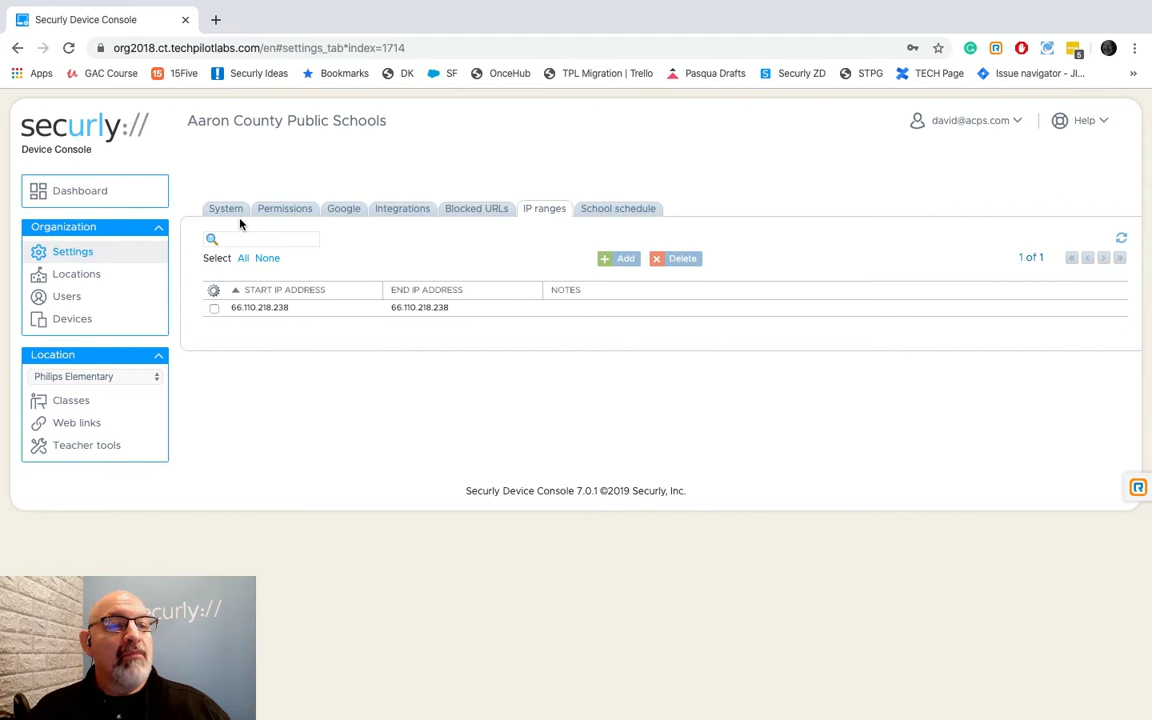 Securly Device Console
org2018.ct.techpilotlabs.com/en#settings_tab*index=1714
5
Apps
GAC Course
15 15Five
Securly Ideas
Bookmarks
DK
SF
OnceHub
TPL Migration | Trello
Pasqua Drafts
Securly ZD
STPG
TECH Page
Issue navigator - JI...
securly://
Device Console
Aaron County Public Schools
david@acps.com
Help
Dashboard
Organization
Settings
Locations
Users
Devices
Location
Philips Elementary
Classes
Web links
Teacher tools
System
Permissions
Google
Integrations
Blocked URLs
IP ranges
School schedule
Select All None
Add
Delete
1 of 1
START IP ADDRESS
END IP ADDRESS
NOTES
66.110.218.238
66.110.218.238
Securly Device Console 7.0.1 ©2019 Securly, Inc.
securly://